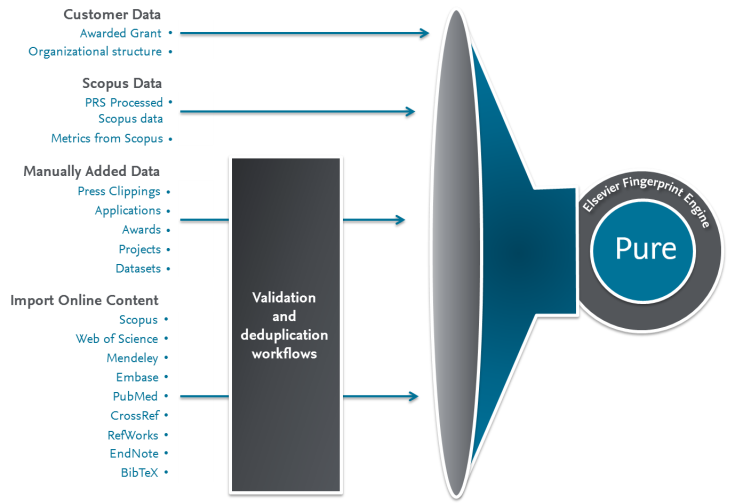 Customer Data
Awarded Grant •
Organizational structure •
Scopus Data
PRS Processed •
Scopus data
Metrics from Scopus •
Manually Added Data
Press Clippings •
Applications •
Awards •
Projects •
Datasets •
Import Online Content
Scopus •
Web of Science •
Mendeley •
Embase •
PubMed •
CrossRef •
RefWorks •
EndNote •
BibTeX •
Validation
and
deduplication
workflows
Elsevier Fingerprint Engine
Pure